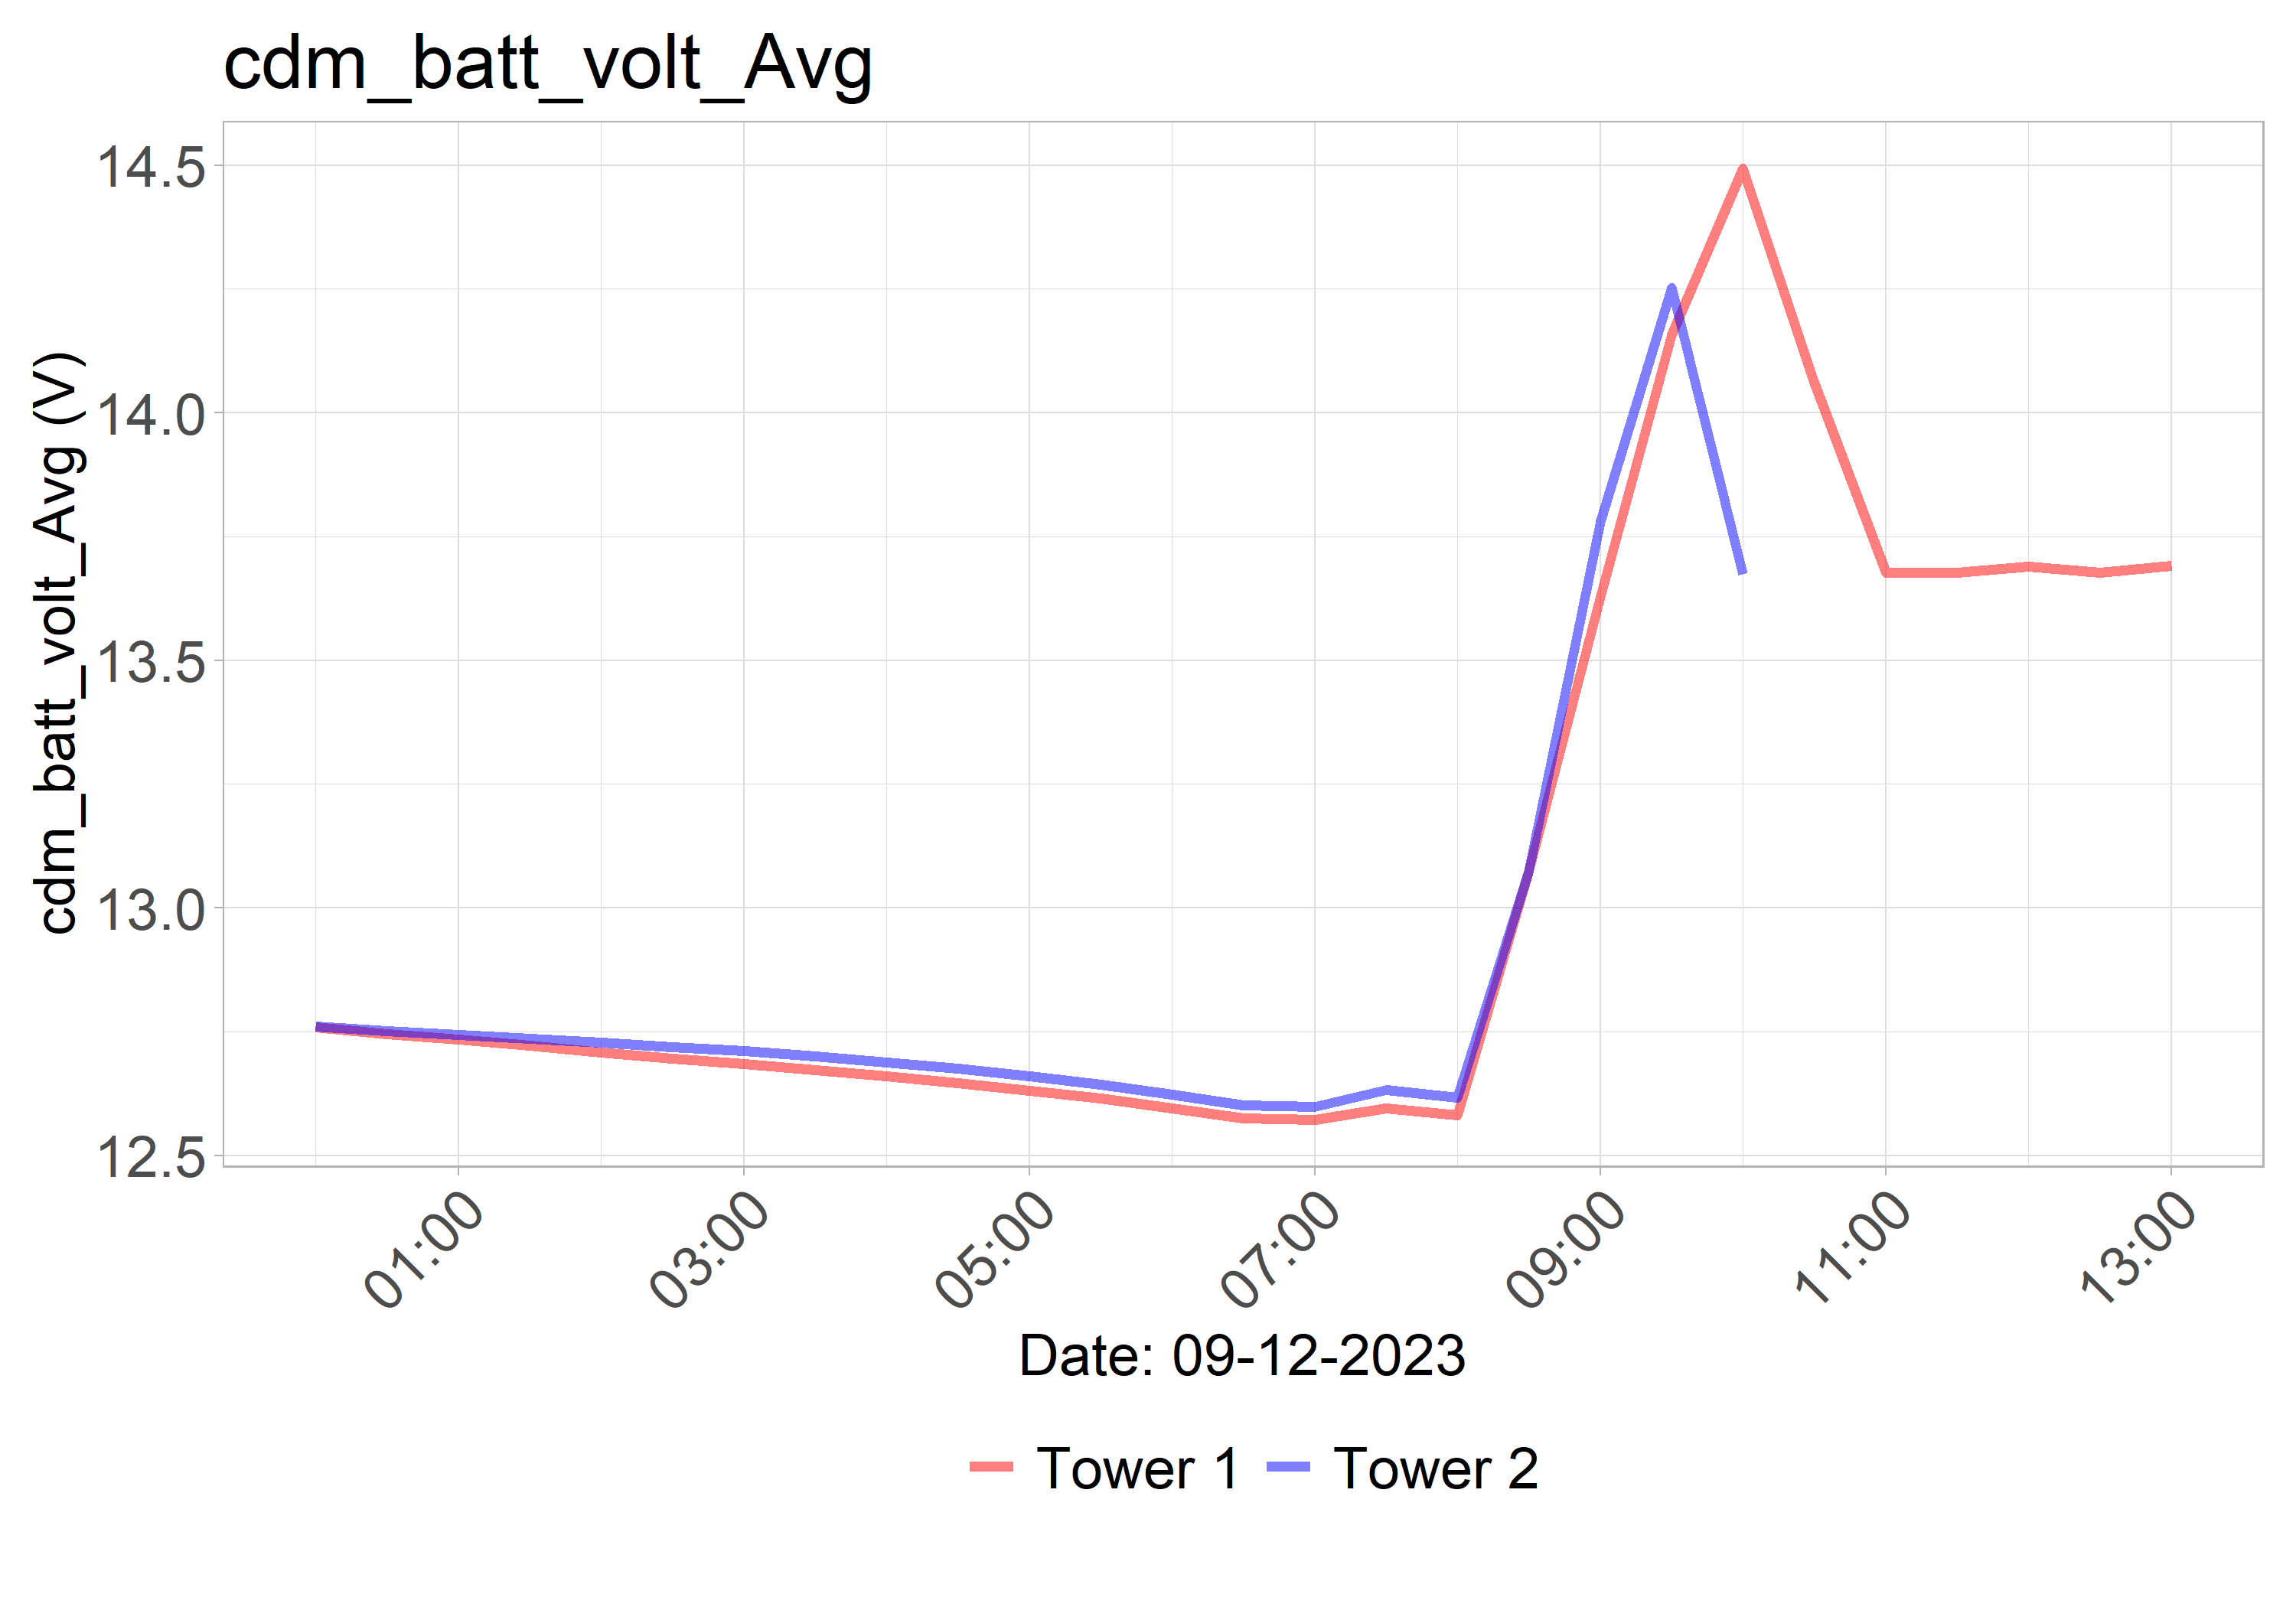 cdm_batt_volt_Avg
cdm_batt_volt_Avg (V)
14.5
14.0
13.5
13.0
12.5
01:00
03:00
05:00
07:00
09:00
11:00
13:00
Date: 09-12-2023
Tower 1
Tower 2